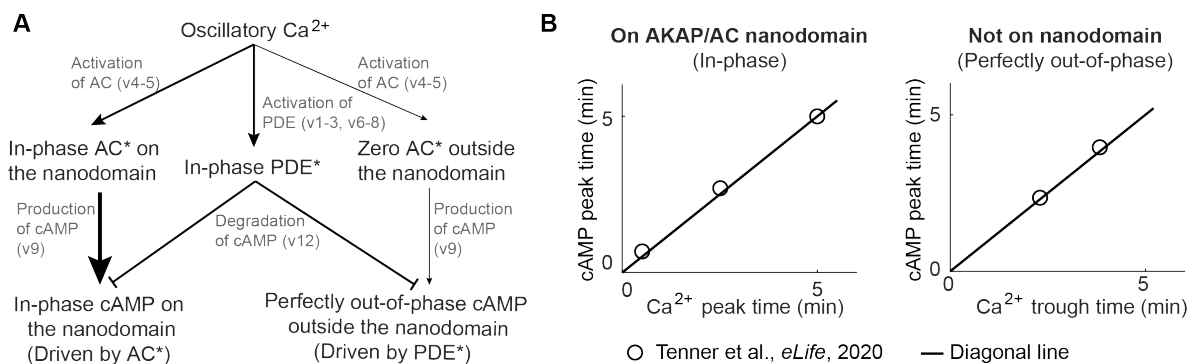 A
Oscillatory Ca2+
Activation
of AC (v4-5)
Activation of
PDE (v1-3, v6-8)
Activation
of AC (v4-5)
In-phase AC* on
the nanodomain
In-phase PDE*
Zero AC* outside
the nanodomain
Production
of cAMP
(v9)
Degradation
of cAMP (v12)
Production
of cAMP
(v9)
In-phase cAMP on
the nanodomain
(Driven by AC*)
Perfectly out-of-phase cAMP
outside the nanodomain
(Driven by PDE*)
B
On AKAP/AC nanodomain
(In-phase)
cAMP peak time (min)
5
0
0
5
Ca2+ peak time (min)
Not on nanodomain
(Perfectly out-of-phase)
cAMP peak time (min)
5
0
0
5
Ca2+ trough time (min)
Tenner et al., eLife, 2020
Diagonal line